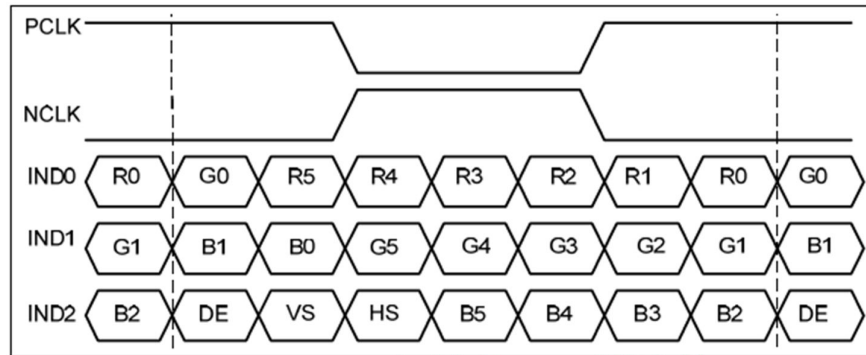 PCLK
NCLK
IND0 R0 G0 R5 R4 R3 R2 R1 R0 G0
IND1 G1 B1 B0 G5 G4 G3 G2 G1 B1
IND2 B2 DE VS HS B5 B4 B3 B2 DE